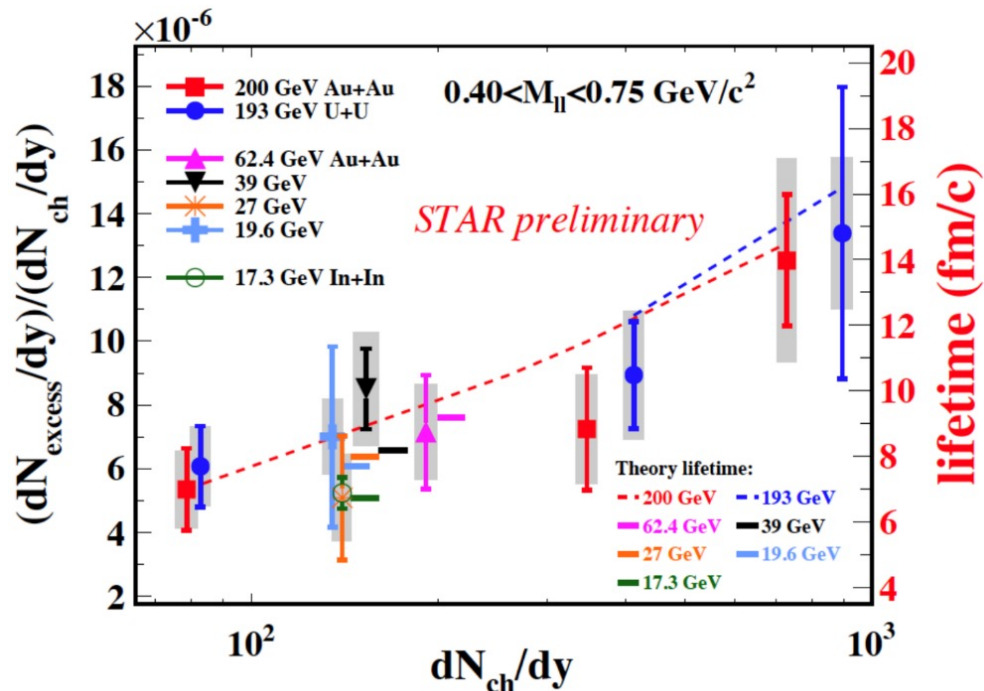 ×10⁻⁶
(dN_excess/dy)/(dN_ch/dy)
18
16
14
12
10
8
6
4
2
200 GeV Au+Au
193 GeV U+U
62.4 GeV Au+Au
39 GeV
27 GeV
19.6 GeV
17.3 GeV In+In
0.40<M_ll<0.75 GeV/c²
STAR preliminary
Theory lifetime:
200 GeV
193 GeV
62.4 GeV
39 GeV
27 GeV
19.6 GeV
17.3 GeV
20
18
16
14
12
10
8
6
4
lifetime (fm/c)
10²
10³
dN_ch/dy